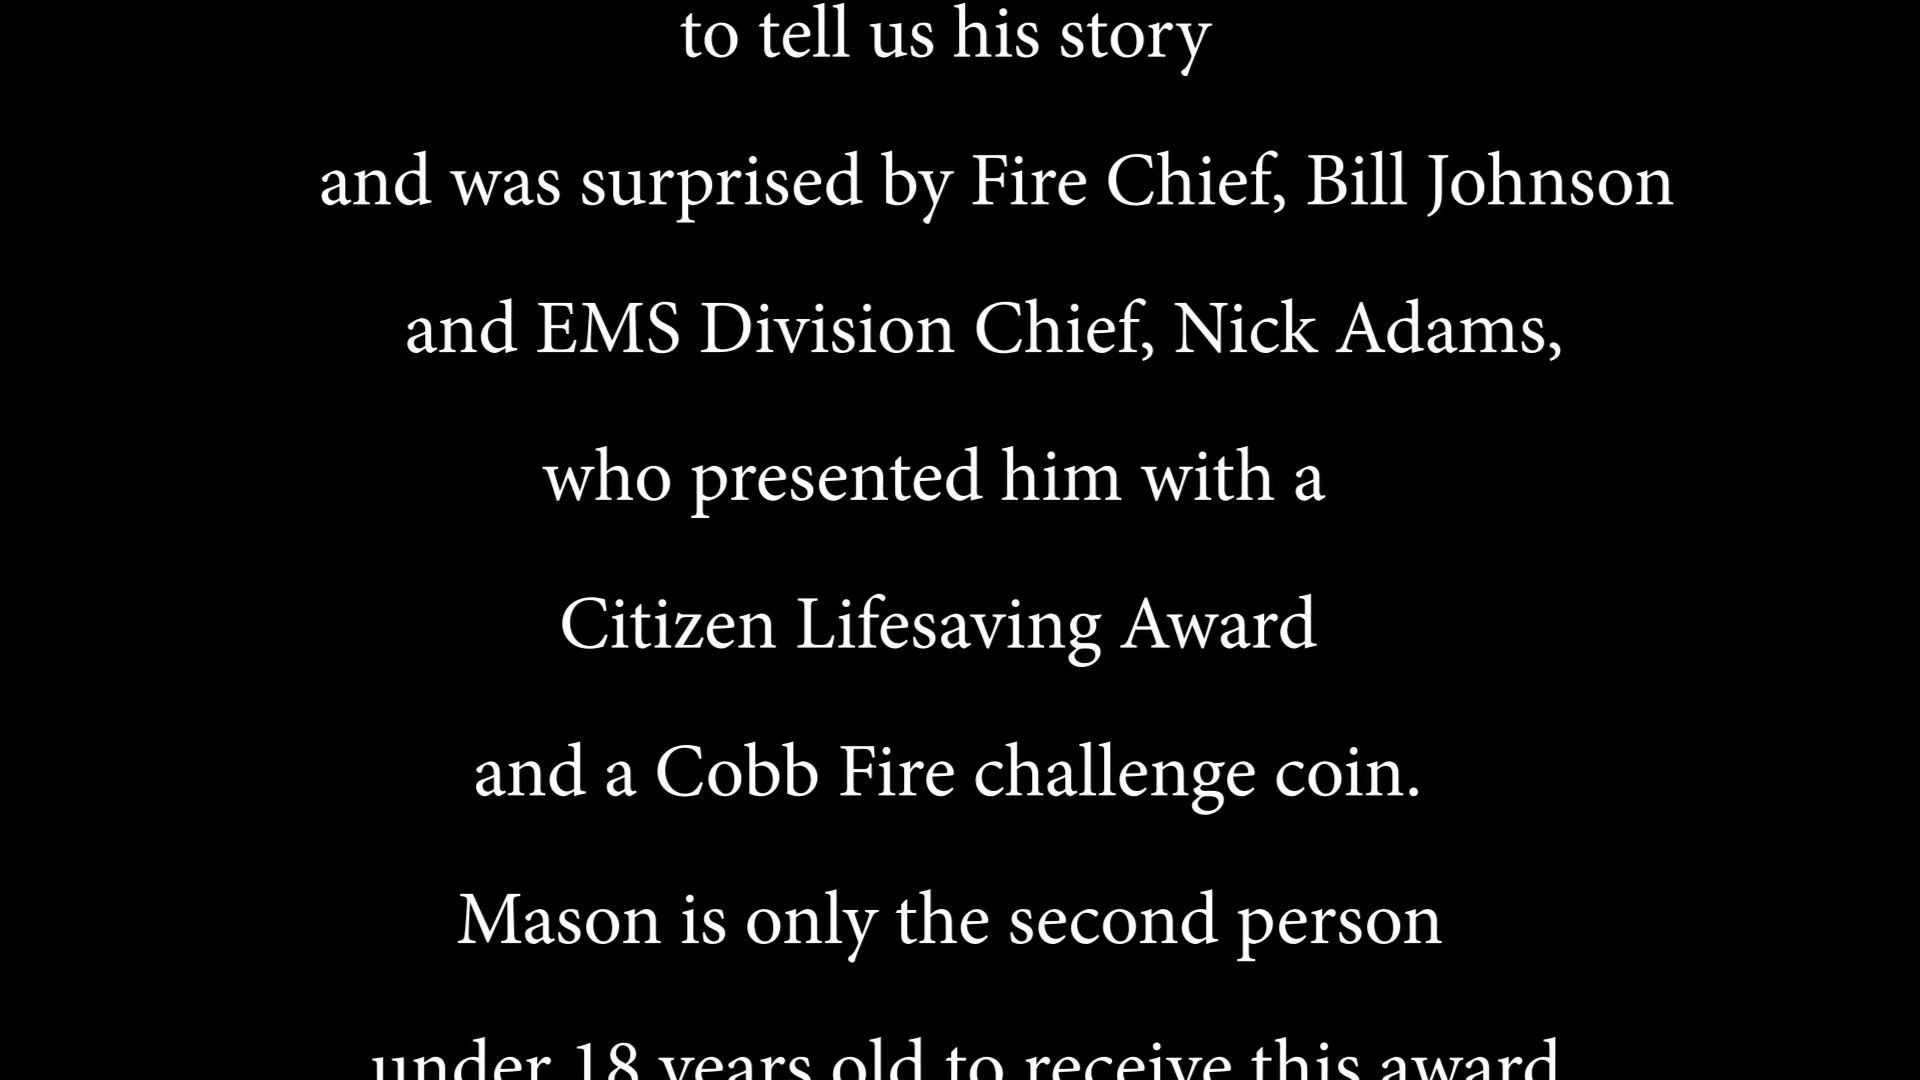 to tell us his story
and was surprised by Fire Chief, Bill Johnson
and EMS Division Chief, Nick Adams,
who presented him with a
Citizen Lifesaving Award
and a Cobb Fire challenge coin.
Mason is only the second person
under 18 years old to receive this award